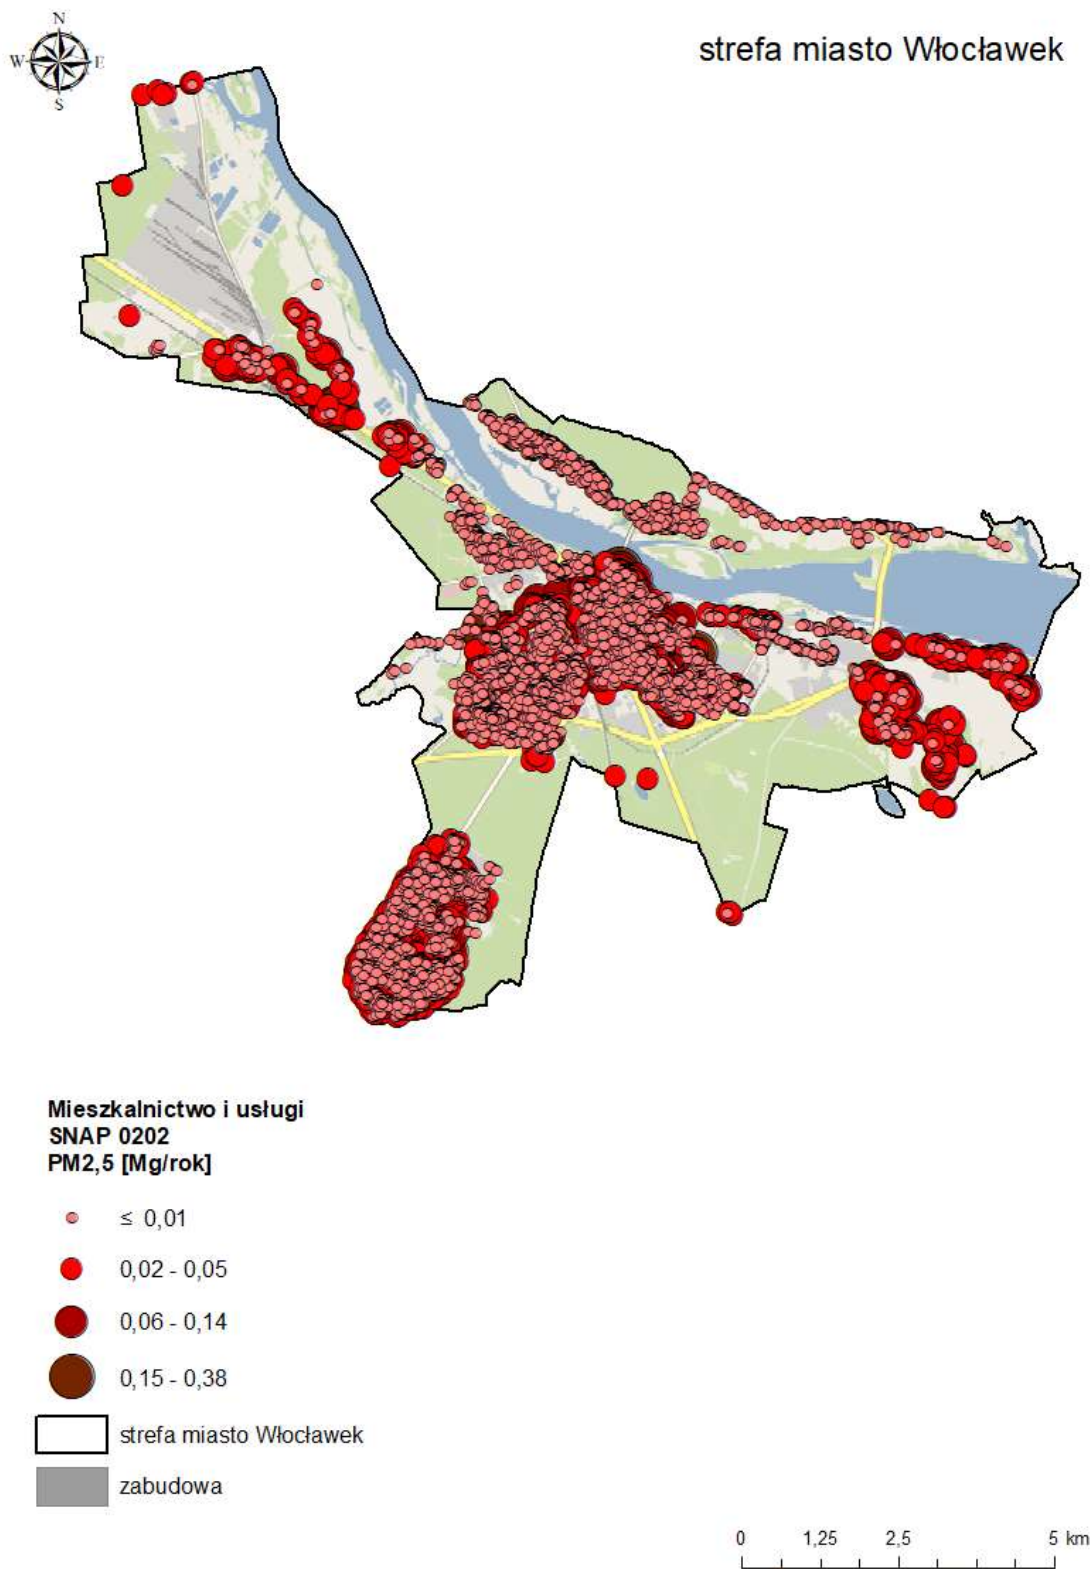 N
W E
S
strefa miasto Włocławek
Mieszkalnictwo i usługi
SNAP 0202
PM2,5 [Mg/rok]
≤ 0,01
0,02 - 0,05
0,06 - 0,14
0,15 - 0,38
strefa miasto Włocławek
zabudowa
0 1,25 2,5 5 km